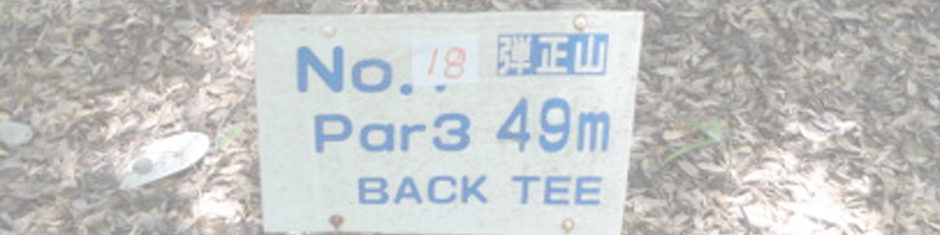 No. 18 弾正山
Par3 49m
BACK TEE